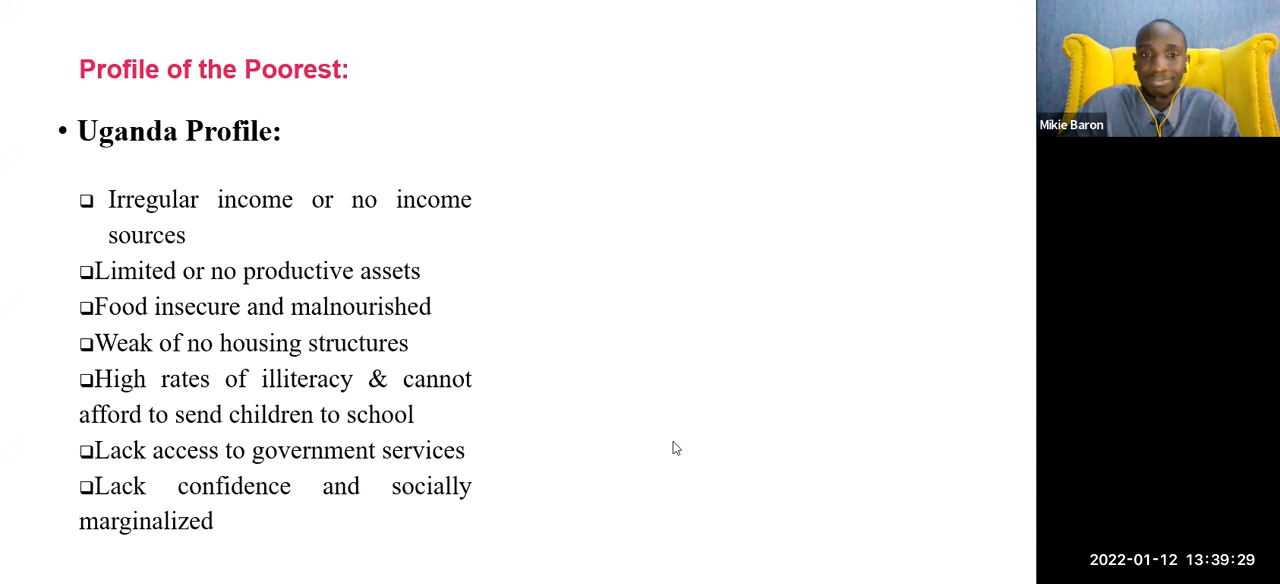 Profile of the Poorest:
• Uganda Profile:
❑ Irregular income or no income
sources
❑Limited or no productive assets
❑Food insecure and malnourished
❑Weak of no housing structures
❑High rates of illiteracy & cannot
afford to send children to school
❑Lack access to government services
❑Lack confidence and socially
marginalized
Mikie Baron
2022-01-12 13:39:29